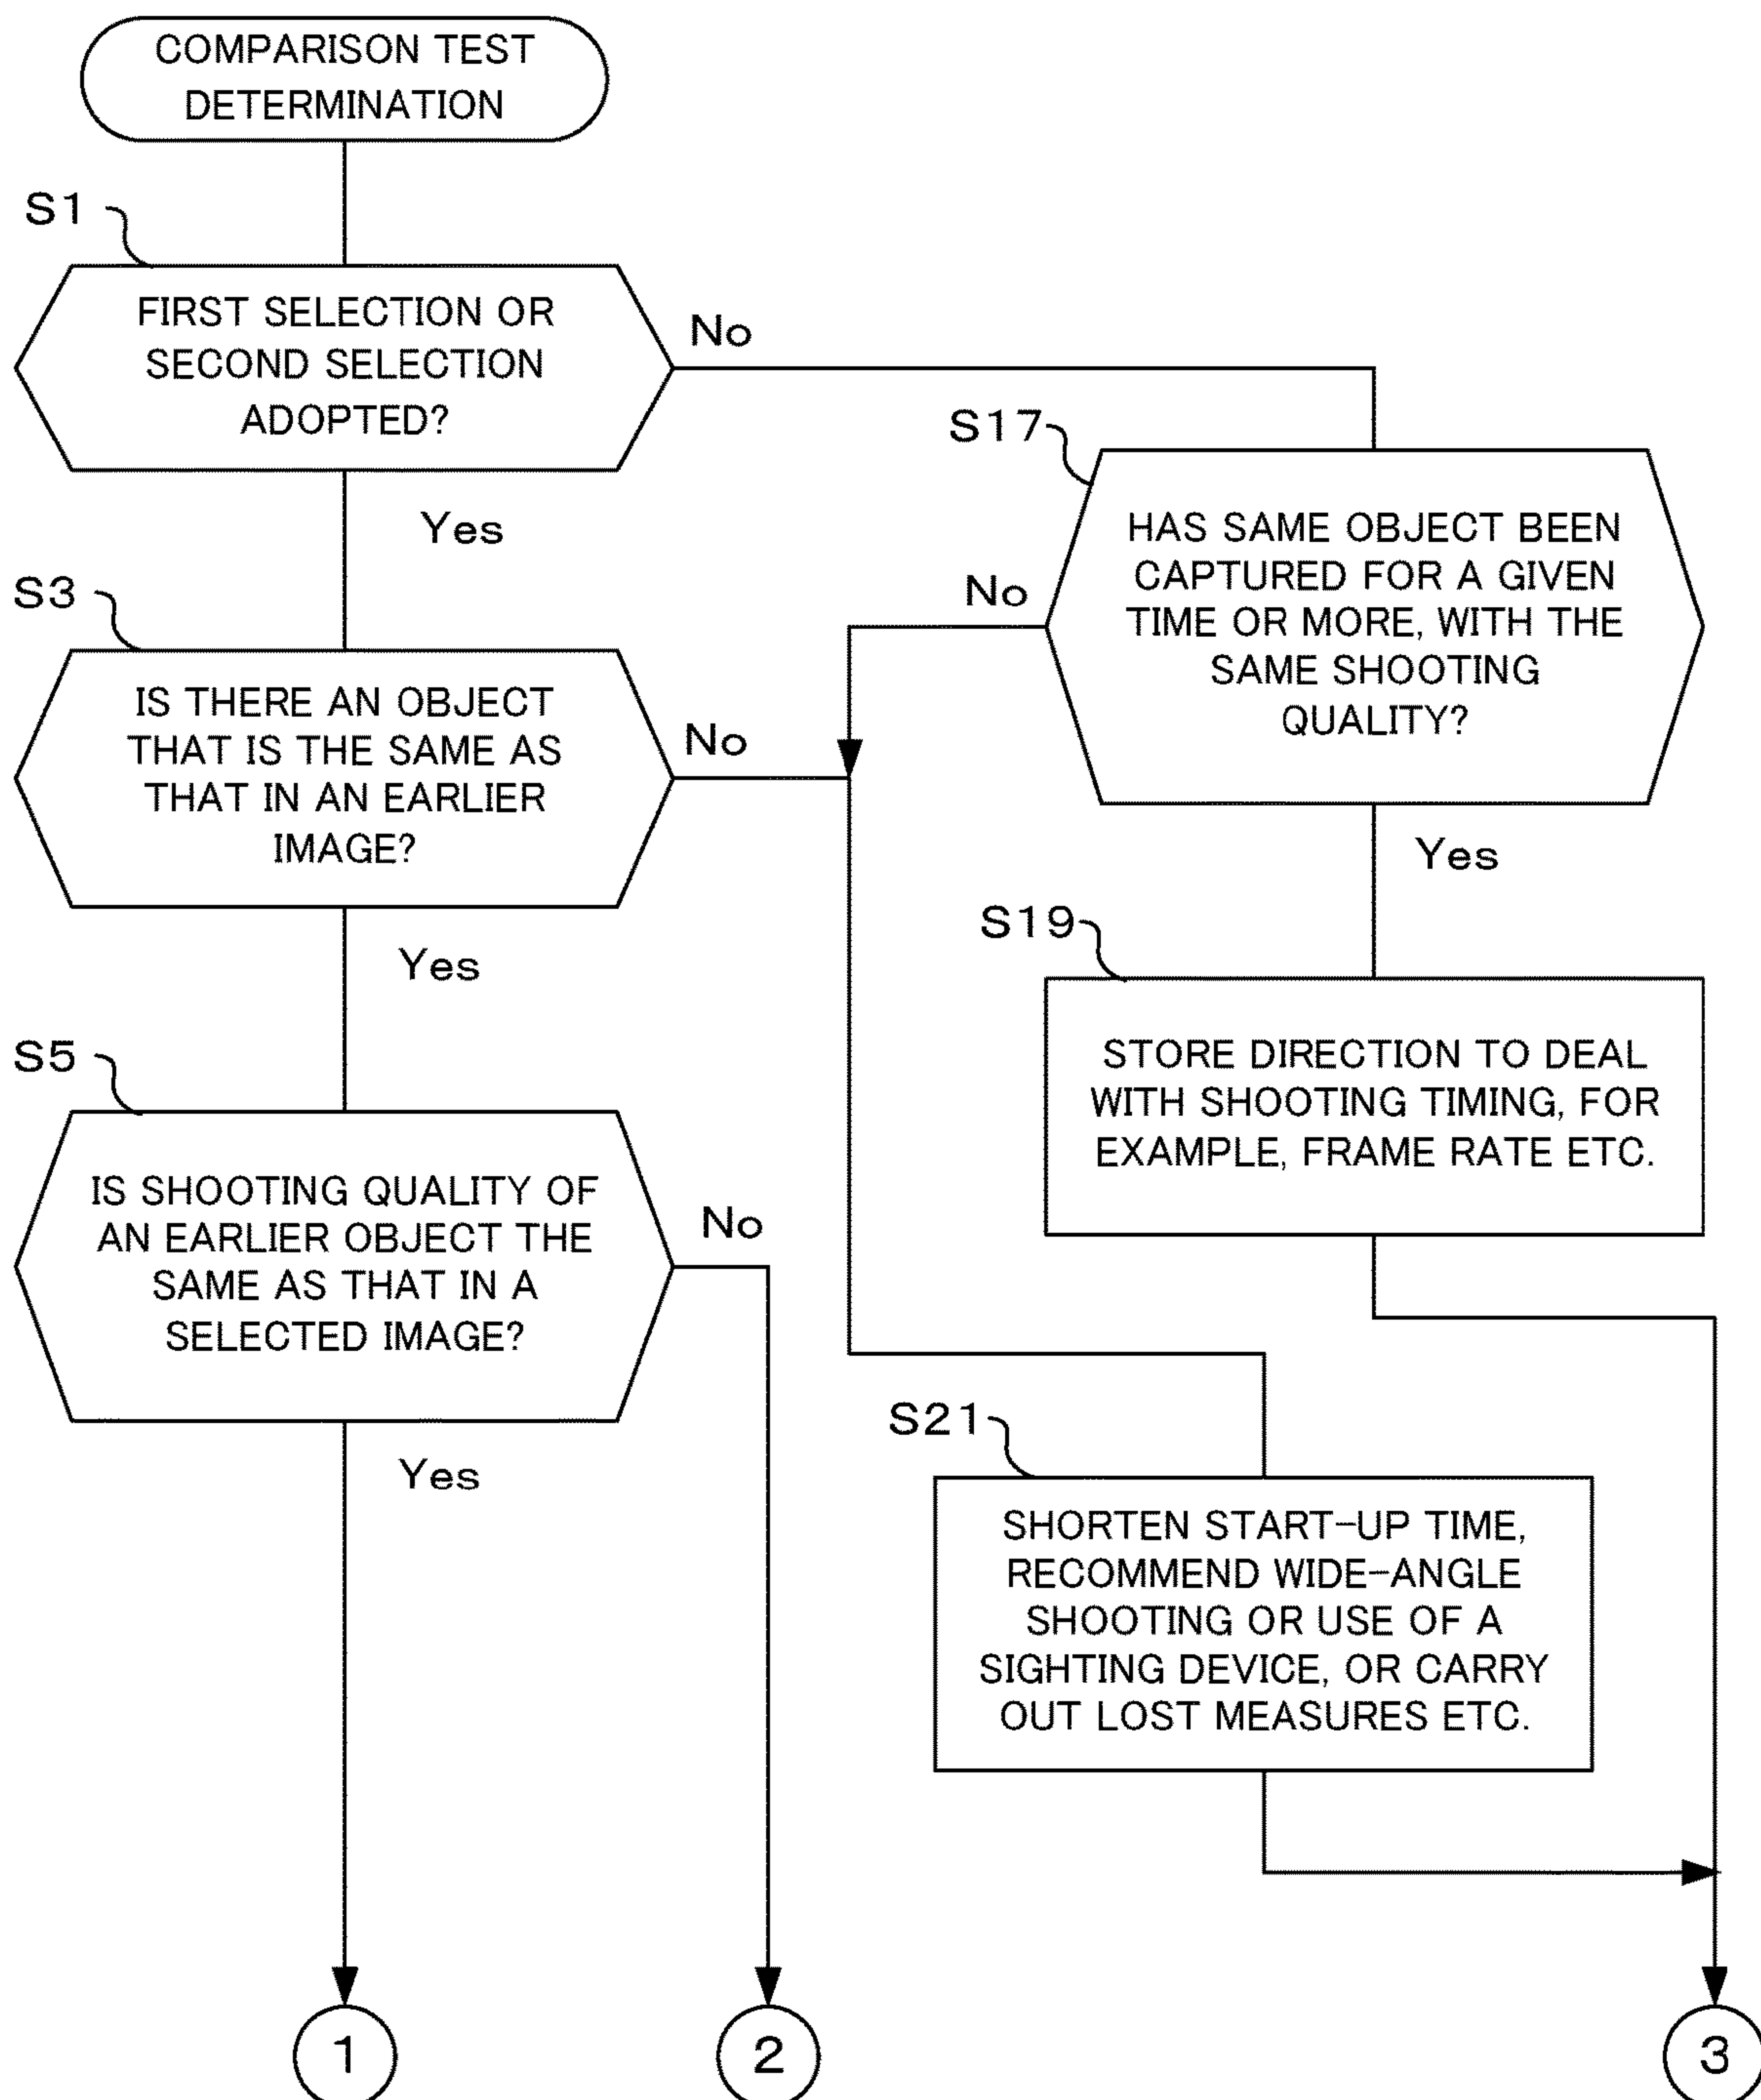 COMPARISON TEST
DETERMINATION
S1
FIRST SELECTION OR
SECOND SELECTION
ADOPTED?
No
Yes
S17
HAS SAME OBJECT BEEN
CAPTURED FOR A GIVEN
TIME OR MORE, WITH THE
SAME SHOOTING
QUALITY?
No
Yes
S3
IS THERE AN OBJECT
THAT IS THE SAME AS
THAT IN AN EARLIER
IMAGE?
No
Yes
S19
STORE DIRECTION TO DEAL
WITH SHOOTING TIMING, FOR
EXAMPLE, FRAME RATE ETC.
S5
IS SHOOTING QUALITY OF
AN EARLIER OBJECT THE
SAME AS THAT IN A
SELECTED IMAGE?
No
Yes
S21
SHORTEN START-UP TIME,
RECOMMEND WIDE-ANGLE
SHOOTING OR USE OF A
SIGHTING DEVICE, OR CARRY
OUT LOST MEASURES ETC.
1
2
3